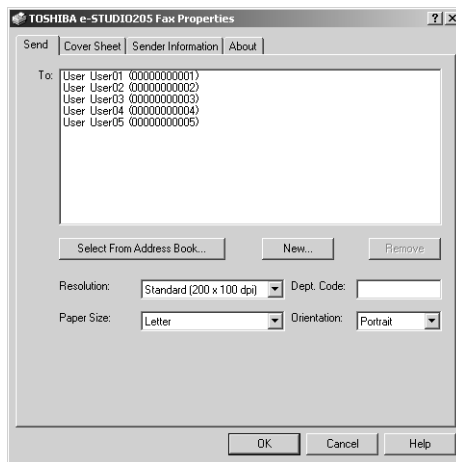 TOSHIBA e-STUDIO205 Fax Properties
Send Cover Sheet Sender Information About
To: User User01 (00000000001)
User User02 (00000000002)
User User03 (00000000003)
User User04 (00000000004)
User User05 (00000000005)
Select From Address Book... New... Remove
Resolution: Standard (200 x 100 dpi) Dept. Code:
Paper Size: Letter Orientation: Portrait
OK Cancel Help